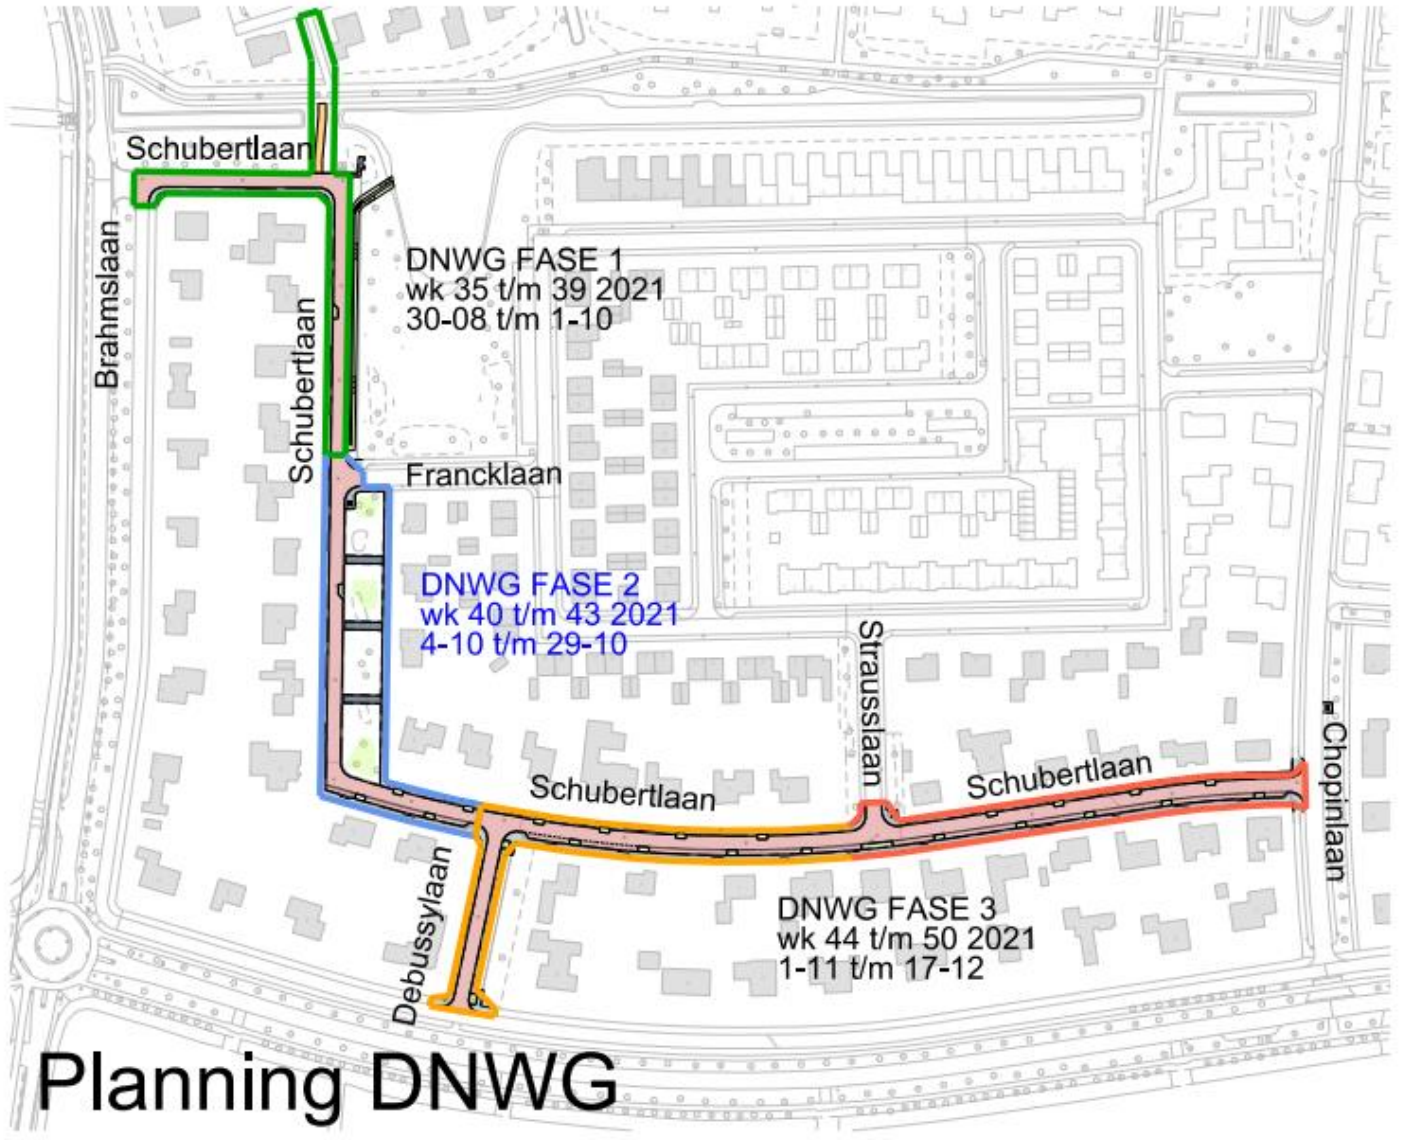 Schubertlaan
Brahmslaan
Schubertlaan
DNWG FASE 1
wk 35 t/m 39 2021
30-08 t/m 1-10
Francklaan
DNWG FASE 2
wk 40 t/m 43 2021
4-10 t/m 29-10
Strausslaan
Schubertlaan
Schubertlaan
Chopinlaan
Debussylaan
DNWG FASE 3
wk 44 t/m 50 2021
1-11 t/m 17-12
Planning DNWG